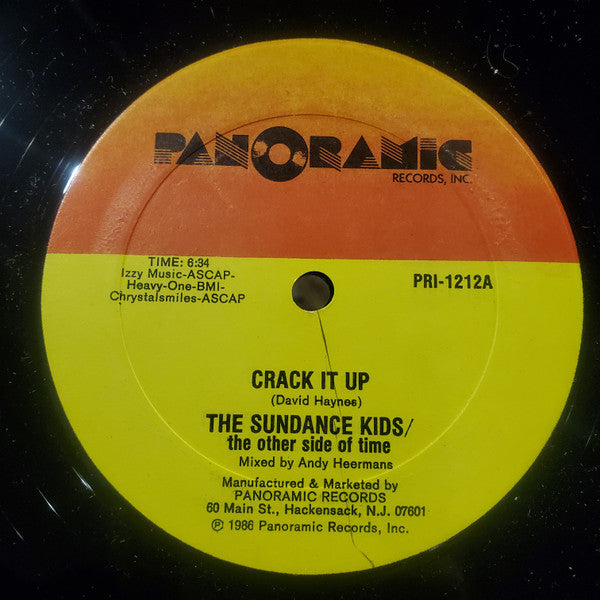 PANORAMIC
RECORDS, INC.
TIME: 6:34
Izzy Music-ASCAP-
Heavy-One-BMI-
Chrystalsmiles-ASCAP
PRI-1212A
CRACK IT UP
(David Haynes)
THE SUNDANCE KIDS/
the other side of time
Mixed by Andy Heermans
Manufactured & Marketed by
PANORAMIC RECORDS
60 Main St., Hackensack, N.J. 07601
℗ 1986 Panoramic Records, Inc.